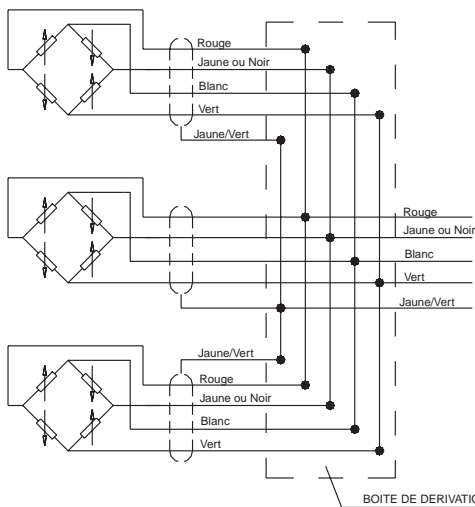 Rouge
Jaune ou Noir
Blanc
Vert
Jaune/Vert
Rouge
Jaune ou Noir
Blanc
Vert
Jaune/Vert
Jaune/Vert
Rouge
Jaune ou Noir
Blanc
Vert
BOITE DE DERIVATIO